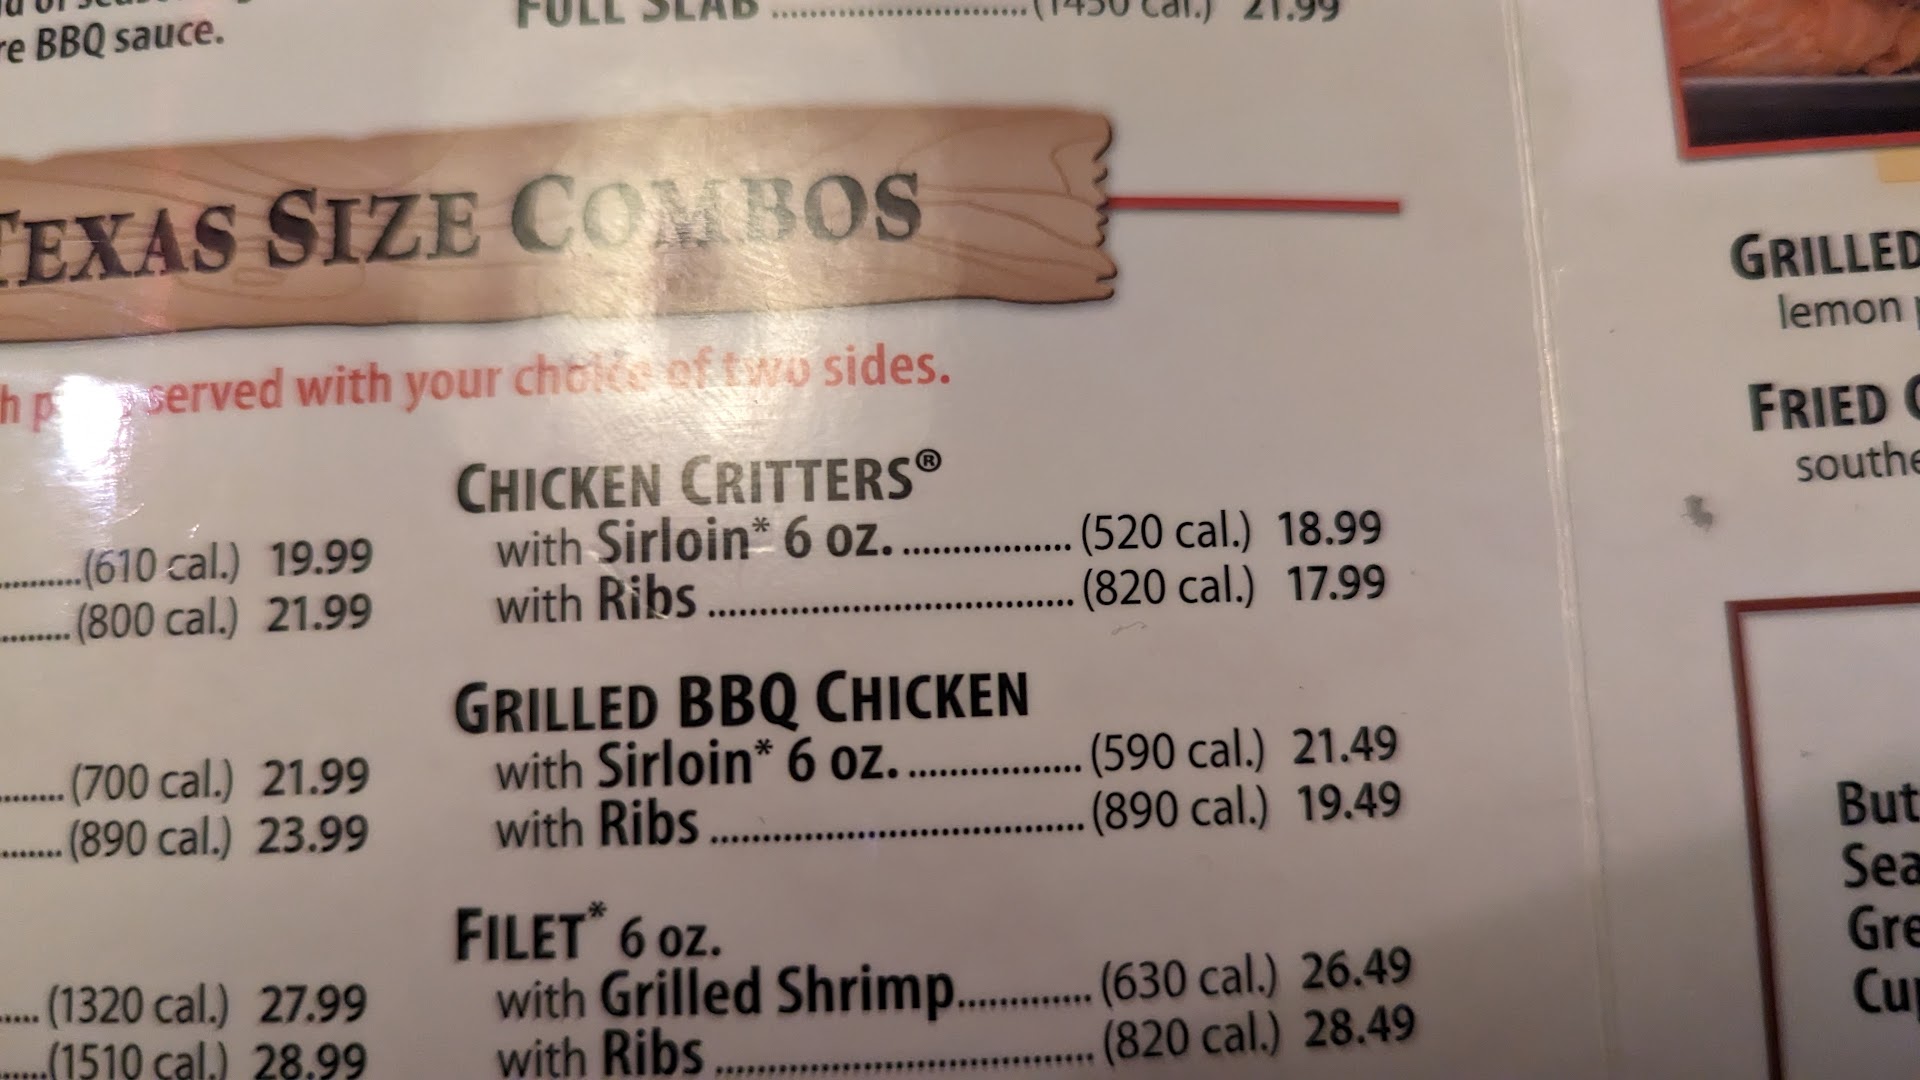 re BBQ sauce.
FULL SLAB ............................(1450 cal.) 21.99
TEXAS SIZE COMBOS
served with your choice of two sides.
...........(610 cal.) 19.99
.........(800 cal.) 21.99
........(700 cal.) 21.99
........(890 cal.) 23.99
.....(1320 cal.) 27.99
......(1510 cal.) 28.99
CHICKEN CRITTERS®
with Sirloin* 6 oz. ................. (520 cal.) 18.99
with Ribs ..................................... (820 cal.) 17.99
GRILLED BBQ CHICKEN
with Sirloin* 6 oz. ................. (590 cal.) 21.49
with Ribs ..................................... (890 cal.) 19.49
FILET* 6 oz.
with Grilled Shrimp............. (630 cal.) 26.49
with Ribs ..................................... (820 cal.) 28.49
GRILLED
lemon
FRIED
southe
But
Sea
Gre
Cup